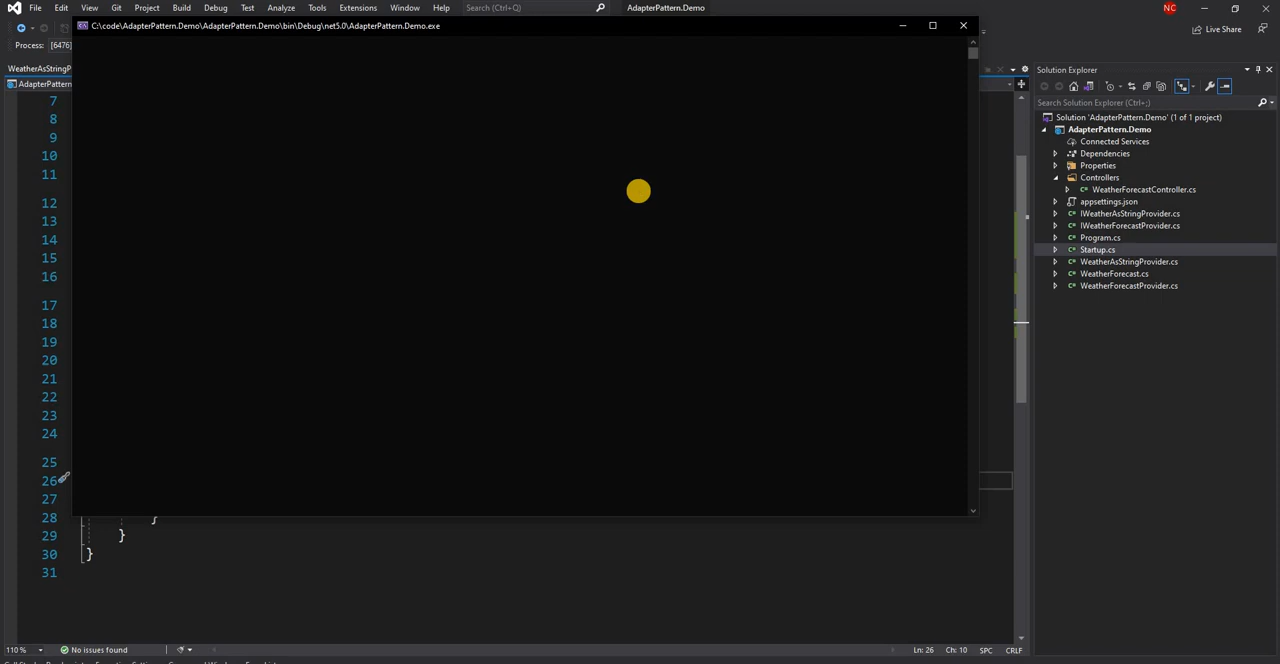 File Edit View Git Project Build Debug Test Analyze Tools Extensions Window Help Search (Ctrl+Q) AdapterPattern.Demo NC
C:\code\AdapterPattern.Demo\AdapterPattern.Demo\bin\Debug\net5.0\AdapterPattern.Demo.exe
Live Share
Process: [6476]
WeatherAsStringP
AdapterPattern
7
8
9
10
11
12
13
14
15
16
17
18
19
20
21
22
23
24
25
26
27
28 }
29 }
30 }
31
110 % No issues found Ln: 26 Ch: 10 SPC CRLF
Solution Explorer
Search Solution Explorer (Ctrl+;)
Solution 'AdapterPattern.Demo' (1 of 1 project)
AdapterPattern.Demo
Connected Services
Dependencies
Properties
Controllers
WeatherForecastController.cs
appsettings.json
IWeatherAsStringProvider.cs
IWeatherForecastProvider.cs
Program.cs
Startup.cs
WeatherAsStringProvider.cs
WeatherForecast.cs
WeatherForecastProvider.cs